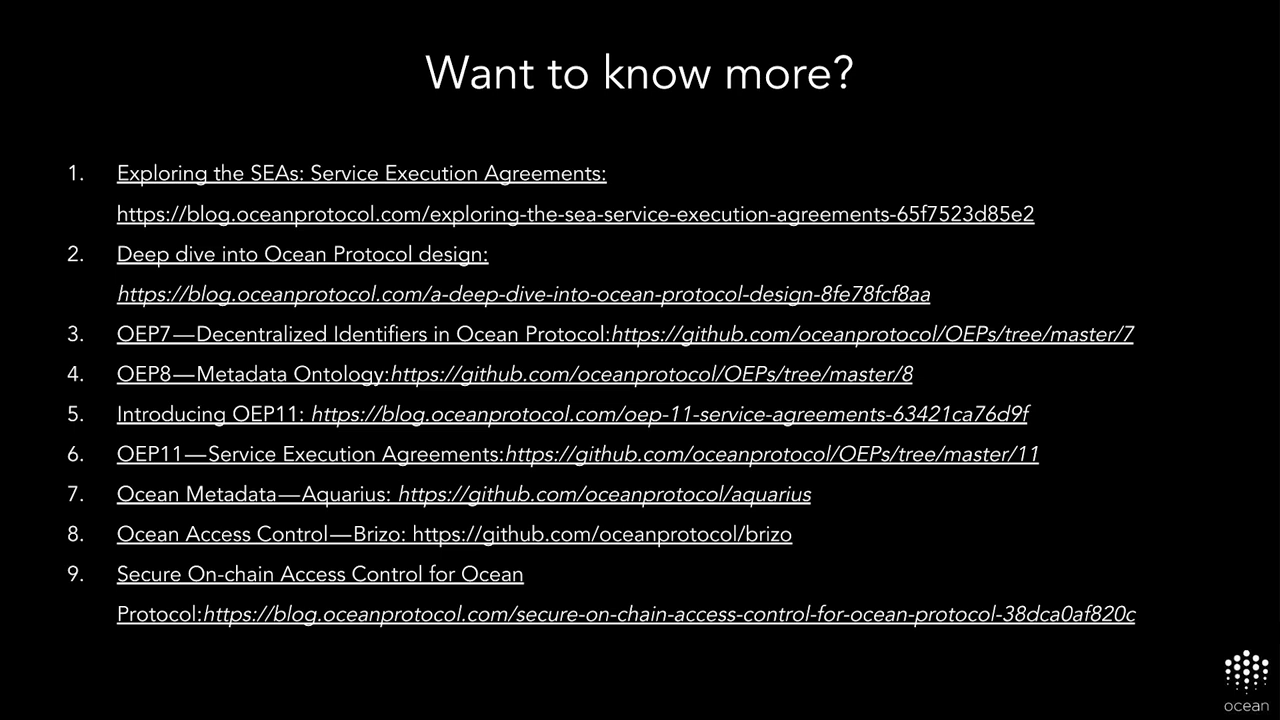 Want to know more?
1. Exploring the SEAs: Service Execution Agreements:
https://blog.oceanprotocol.com/exploring-the-sea-service-execution-agreements-65f7523d85e2
2. Deep dive into Ocean Protocol design:
https://blog.oceanprotocol.com/a-deep-dive-into-ocean-protocol-design-8fe78fcf8aa
3. OEP7—Decentralized Identifiers in Ocean Protocol:https://github.com/oceanprotocol/OEPs/tree/master/7
4. OEP8—Metadata Ontology:https://github.com/oceanprotocol/OEPs/tree/master/8
5. Introducing OEP11: https://blog.oceanprotocol.com/oep-11-service-agreements-63421ca76d9f
6. OEP11—Service Execution Agreements:https://github.com/oceanprotocol/OEPs/tree/master/11
7. Ocean Metadata—Aquarius: https://github.com/oceanprotocol/aquarius
8. Ocean Access Control—Brizo: https://github.com/oceanprotocol/brizo
9. Secure On-chain Access Control for Ocean
Protocol:https://blog.oceanprotocol.com/secure-on-chain-access-control-for-ocean-protocol-38dca0af820c
ocean